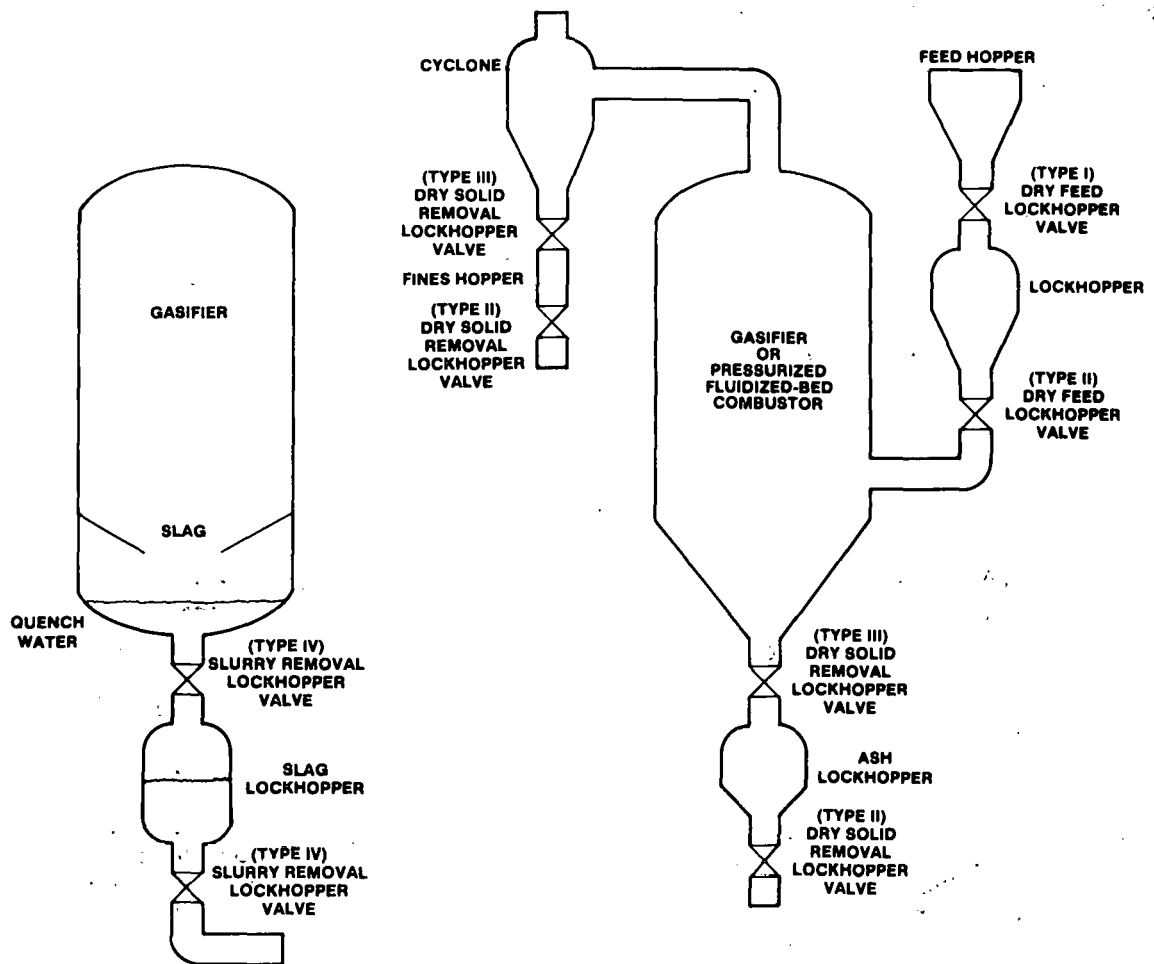 GASIFIER
SLAG
QUENCH
WATER
(TYPE IV)
SLURRY REMOVAL
LOCKHOPPER
VALVE
SLAG
LOCKHOPPER
(TYPE IV)
SLURRY REMOVAL
LOCKHOPPER
VALVE
CYCLONE
(TYPE III)
DRY SOLID
REMOVAL
LOCKHOPPER
VALVE
FINES HOPPER
(TYPE II)
DRY SOLID
REMOVAL
LOCKHOPPER
VALVE
GASIFIER
OR
PRESSURIZED
FLUIDIZED-BED
COMBUSTOR
FEED HOPPER
(TYPE I)
DRY FEED
LOCKHOPPER
VALVE
LOCKHOPPER
(TYPE II)
DRY FEED
LOCKHOPPER
VALVE
(TYPE III)
DRY SOLID
REMOVAL
LOCKHOPPER
VALVE
ASH
LOCKHOPPER
(TYPE II)
DRY SOLID
REMOVAL
LOCKHOPPER
VALVE